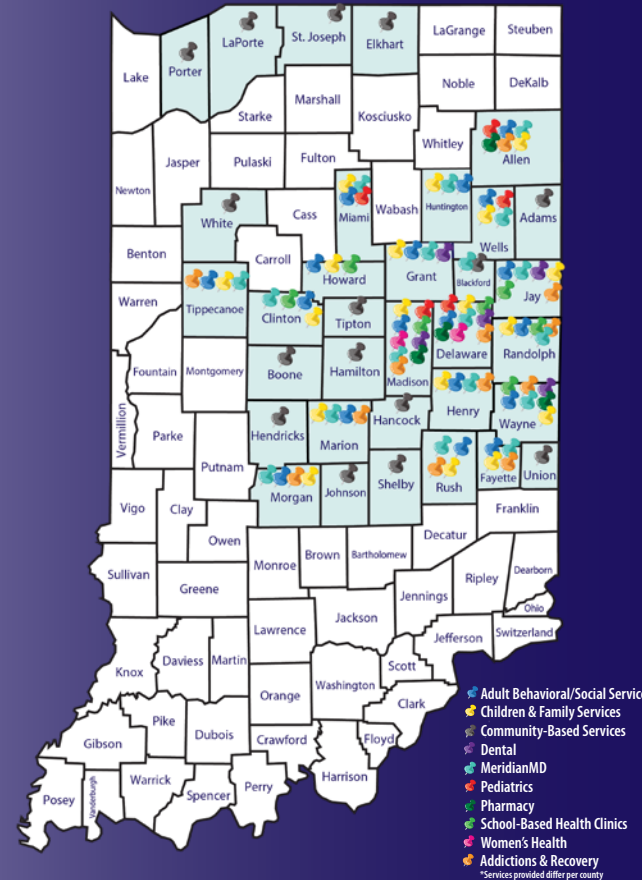 LaPorte
St. Joseph
Elkhart
LaGrange
Steuben
Lake
Porter
Noble
DeKalb
Starke
Marshall
Kosciusko
Whitley
Allen
Newton
Jasper
Pulaski
Fulton
Miami
Wabash
Huntington
Wells
Adams
White
Cass
Benton
Carroll
Howard
Grant
Blackford
Jay
Warren
Tippecanoe
Clinton
Tipton
Madison
Delaware
Randolph
Fountain
Montgomery
Boone
Hamilton
Henry
Wayne
Vermillion
Parke
Putnam
Hendricks
Marion
Hancock
Morgan
Johnson
Shelby
Rush
Fayette
Union
Vigo
Clay
Owen
Franklin
Decatur
Monroe
Brown
Bartholomew
Sullivan
Greene
Jennings
Ripley
Dearborn
Ohio
Lawrence
Jackson
Jefferson
Switzerland
Knox
Daviess
Martin
Scott
Orange
Washington
Clark
Gibson
Pike
Dubois
Crawford
Floyd
Harrison
Posey
Vanderburgh
Warrick
Spencer
Perry
Adult Behavioral/Social Service
Children & Family Services
Community-Based Services
Dental
MeridianMD
Pediatrics
Pharmacy
School-Based Health Clinics
Women's Health
Addictions & Recovery
*Services provided differ per county